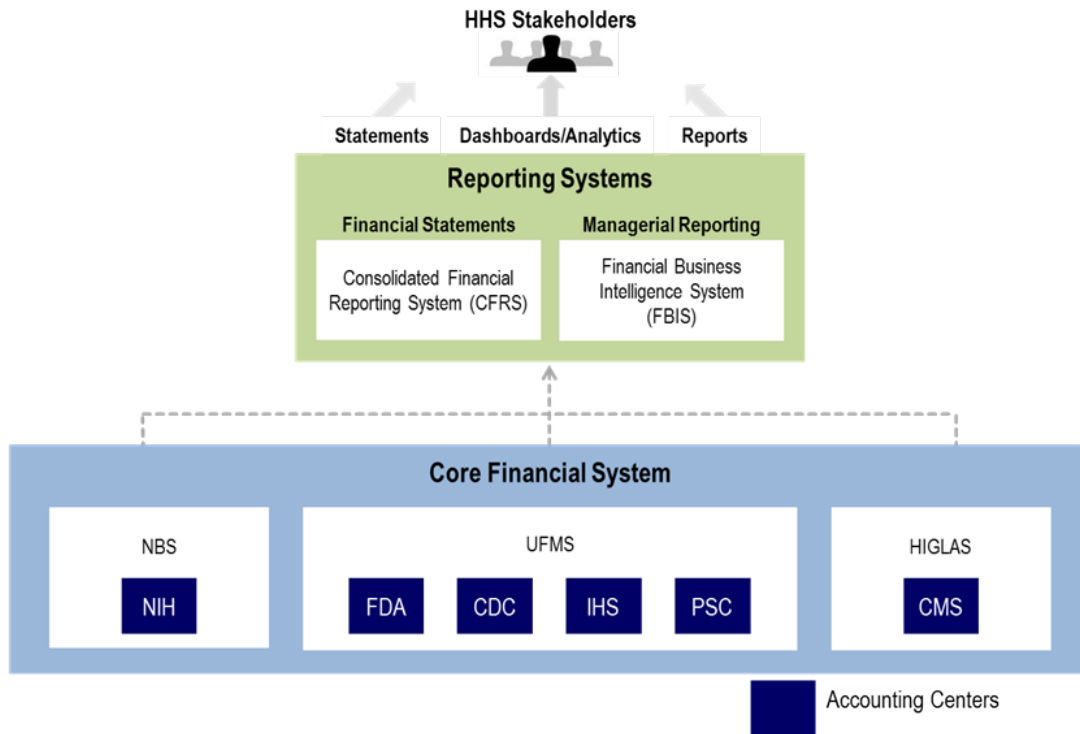 HHS Stakeholders
Statements
Dashboards/Analytics
Reports
Reporting Systems
Financial Statements
Managerial Reporting
Consolidated Financial
Reporting System (CFRS)
Financial Business
Intelligence System
(FBIS)
Core Financial System
NBS
NIH
UFMS
FDA
CDC
IHS
PSC
HIGLAS
CMS
Accounting Centers